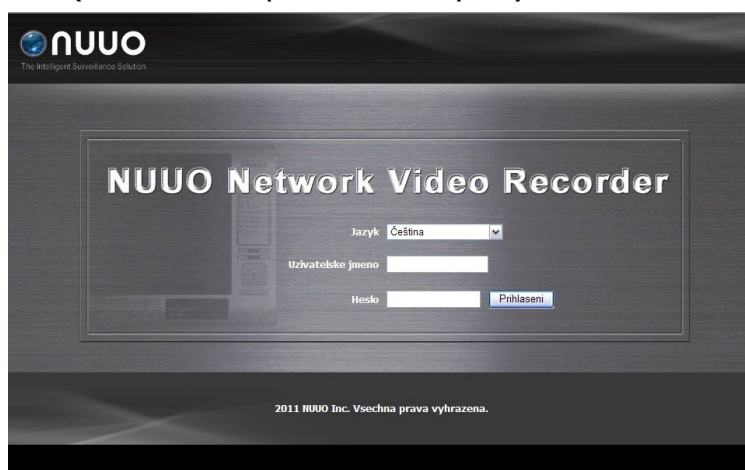 NUUO
The Intelligent Surveillance Solution
NUUO Network Video Recorder
Jazyk Čeština
Uzivatelske jmeno
Heslo Prihlaseni
2011 NUUO Inc. Vsechna prava vyhrazena.